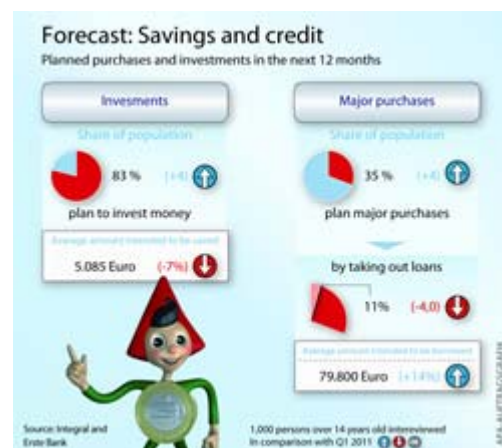 Forecast: Savings and credit
Planned purchases and investments in the next 12 months
Invesments
Major purchases
Share of population
83 % (+4)
plan to invest money
Average amount intended to be saved
5.085 Euro (-7%)
Share of population
35 % (+4)
plan major purchases
by taking out loans
11% (-4,0)
Average amount intended to be borrowed
79.800 Euro (+14%)
Source: Integral and
Erste Bank
1,000 persons over 14 years old intereviewed
In comparison with Q1 2011